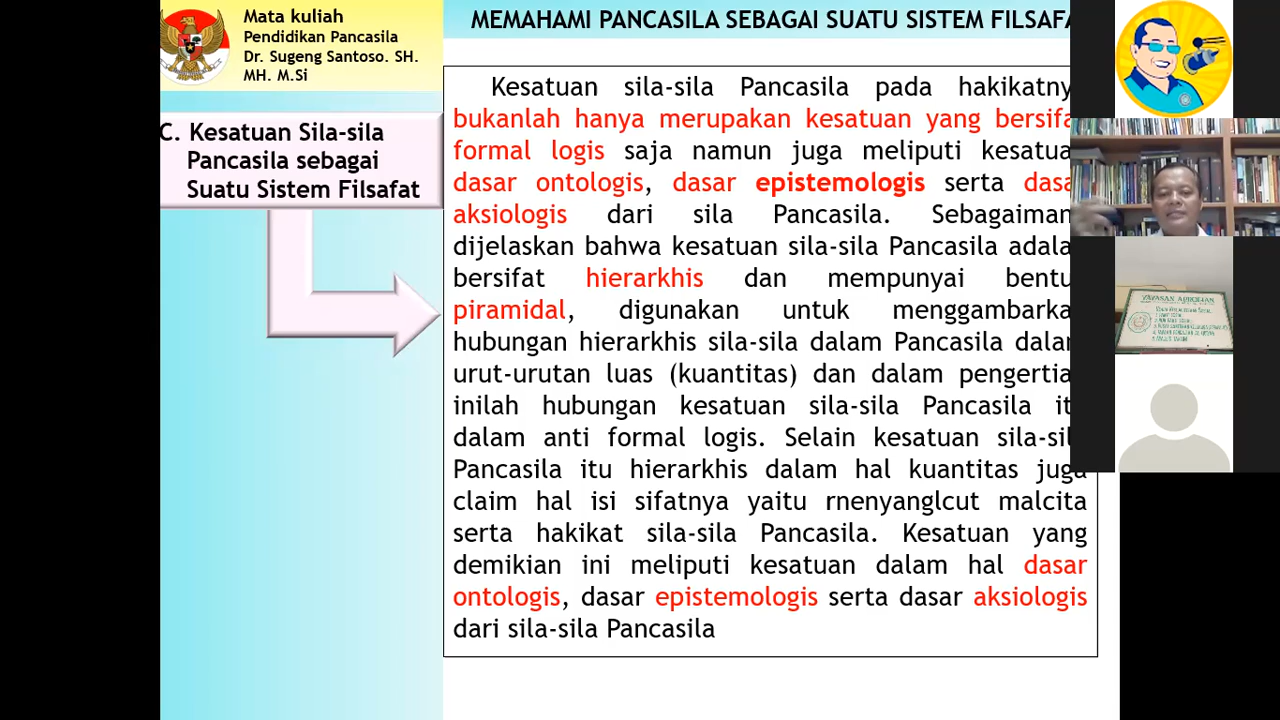 Mata kuliah
Pendidikan Pancasila
Dr. Sugeng Santoso. SH.
MH. M.Si
MEMAHAMI PANCASILA SEBAGAI SUATU SISTEM FILSAFA
C. Kesatuan Sila-sila
Pancasila sebagai
Suatu Sistem Filsafat
Kesatuan sila-sila Pancasila pada hakikatny
bukanlah hanya merupakan kesatuan yang bersifa
formal logis saja namun juga meliputi kesatua
dasar ontologis, dasar epistemologis serta dasa
aksiologis dari sila Pancasila. Sebagaiman
dijelaskan bahwa kesatuan sila-sila Pancasila adala
bersifat hierarkhis dan mempunyai bentu
piramidal, digunakan untuk menggambarka
hubungan hierarkhis sila-sila dalam Pancasila dalam
urut-urutan luas (kuantitas) dan dalam pengertia
inilah hubungan kesatuan sila-sila Pancasila it
dalam anti formal logis. Selain kesatuan sila-sil
Pancasila itu hierarkhis dalam hal kuantitas juga
claim hal isi sifatnya yaitu rnenyanglcut malcita
serta hakikat sila-sila Pancasila. Kesatuan yang
demikian ini meliputi kesatuan dalam hal dasar
ontologis, dasar epistemologis serta dasar aksiologis
dari sila-sila Pancasila
YAYASAN